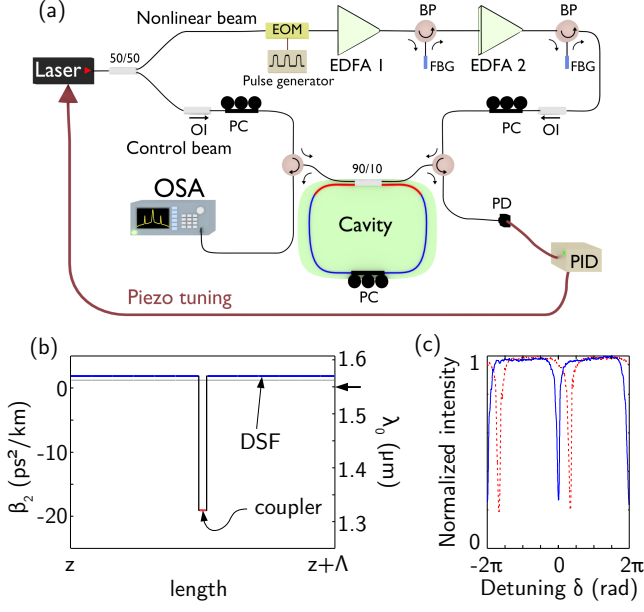 (a)
Nonlinear beam
BP
BP
EOM
50/50
Laser
FBG
FBG
Pulse generator
EDFA 1
EDFA 2
OI
PC
PC
OI
Control beam
90/10
OSA
PD
Cavity
PID
PC
Piezo tuning
(b)
(c)
β₂ (ps²/km)
0
-10
-20
1.6
1.5
1.4
1.3
λ₀ (μm)
DSF
coupler
z
z+Λ
length
Normalized intensity
1
0
-2π
0
2π
Detuning δ (rad)